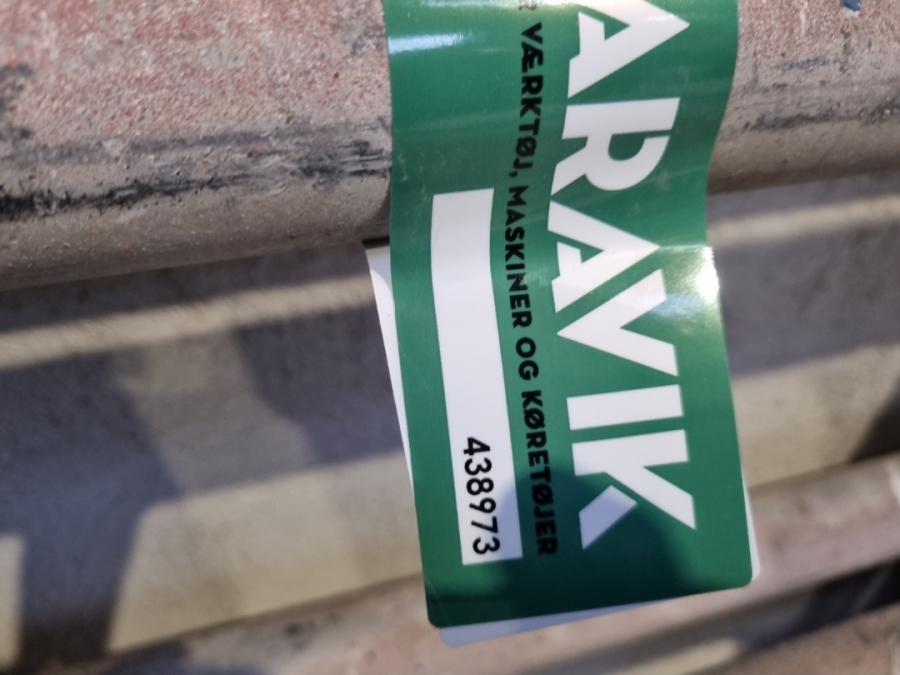 ARAVIK
R VÆRKTØJ, MASKINER OG KØRETØJER
438973